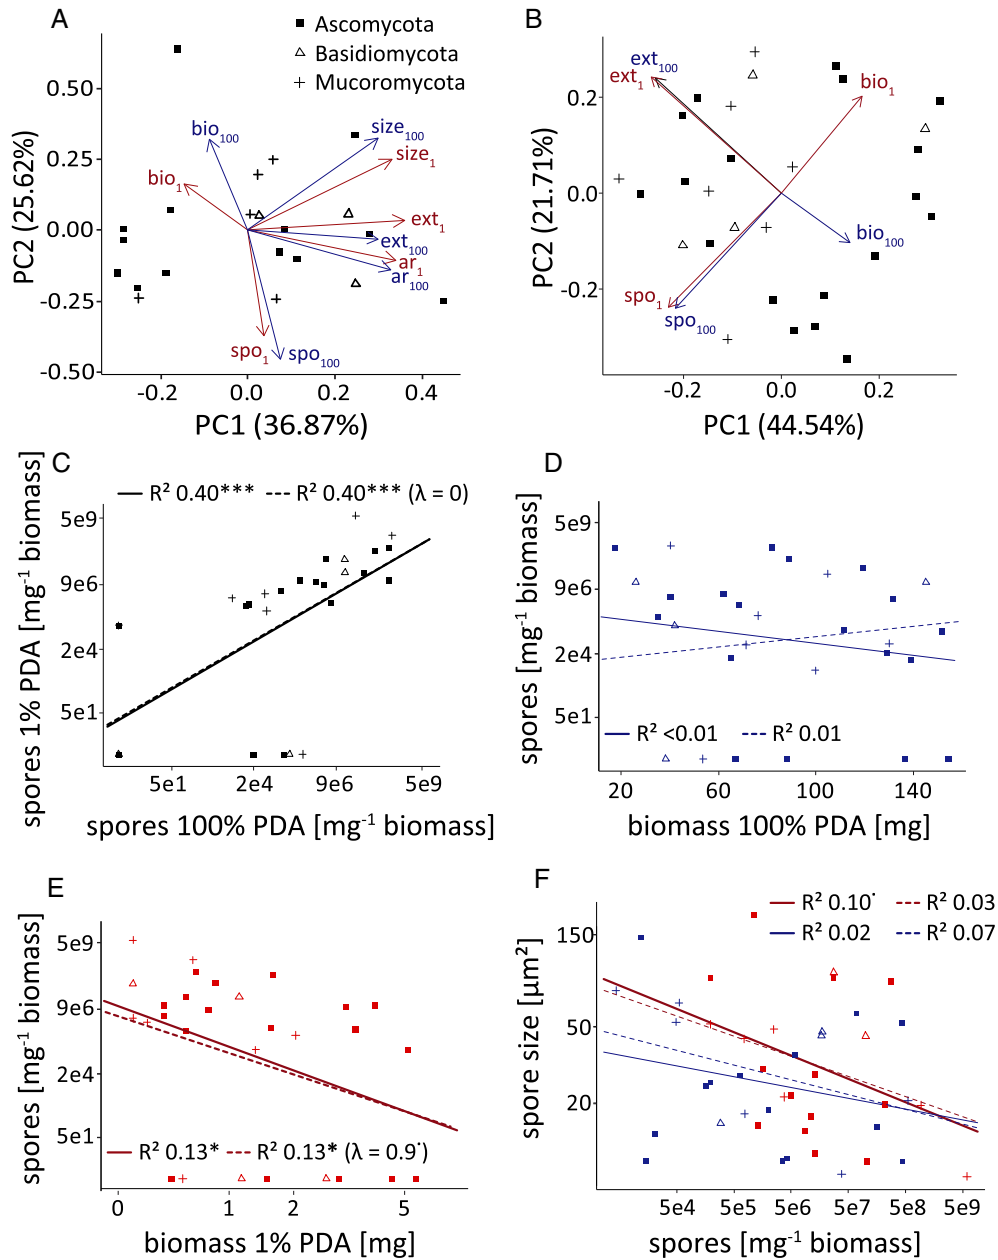 A
Ascomycota
Basidiomycota
Mucoromycota
0.50
0.25
0.00
-0.25
-0.50
PC2 (25.62%)
bio100
bio1
size100
size1
ext1
ext100
ar1
ar100
spo1
spo100
-0.2
0.0
0.2
0.4
PC1 (36.87%)
B
ext100
ext1
bio1
bio100
spo1
spo100
0.2
0.0
-0.2
PC2 (21.71%)
-0.2
0.0
0.2
PC1 (44.54%)
C
R² 0.40***
R² 0.40*** (λ = 0)
5e9
9e6
2e4
5e1
spores 1% PDA [mg⁻¹ biomass]
5e1
2e4
9e6
5e9
spores 100% PDA [mg⁻¹ biomass]
D
5e9
9e6
2e4
5e1
spores [mg⁻¹ biomass]
R² <0.01
R² 0.01
20
60
100
140
biomass 100% PDA [mg]
E
5e9
9e6
2e4
5e1
spores [mg⁻¹ biomass]
R² 0.13*
R² 0.13* (λ = 0.9˙)
0
1
2
5
biomass 1% PDA [mg]
F
R² 0.10˙
R² 0.03
R² 0.02
R² 0.07
150
50
20
spore size [µm²]
5e4
5e5
5e6
5e7
5e8
5e9
spores [mg⁻¹ biomass]